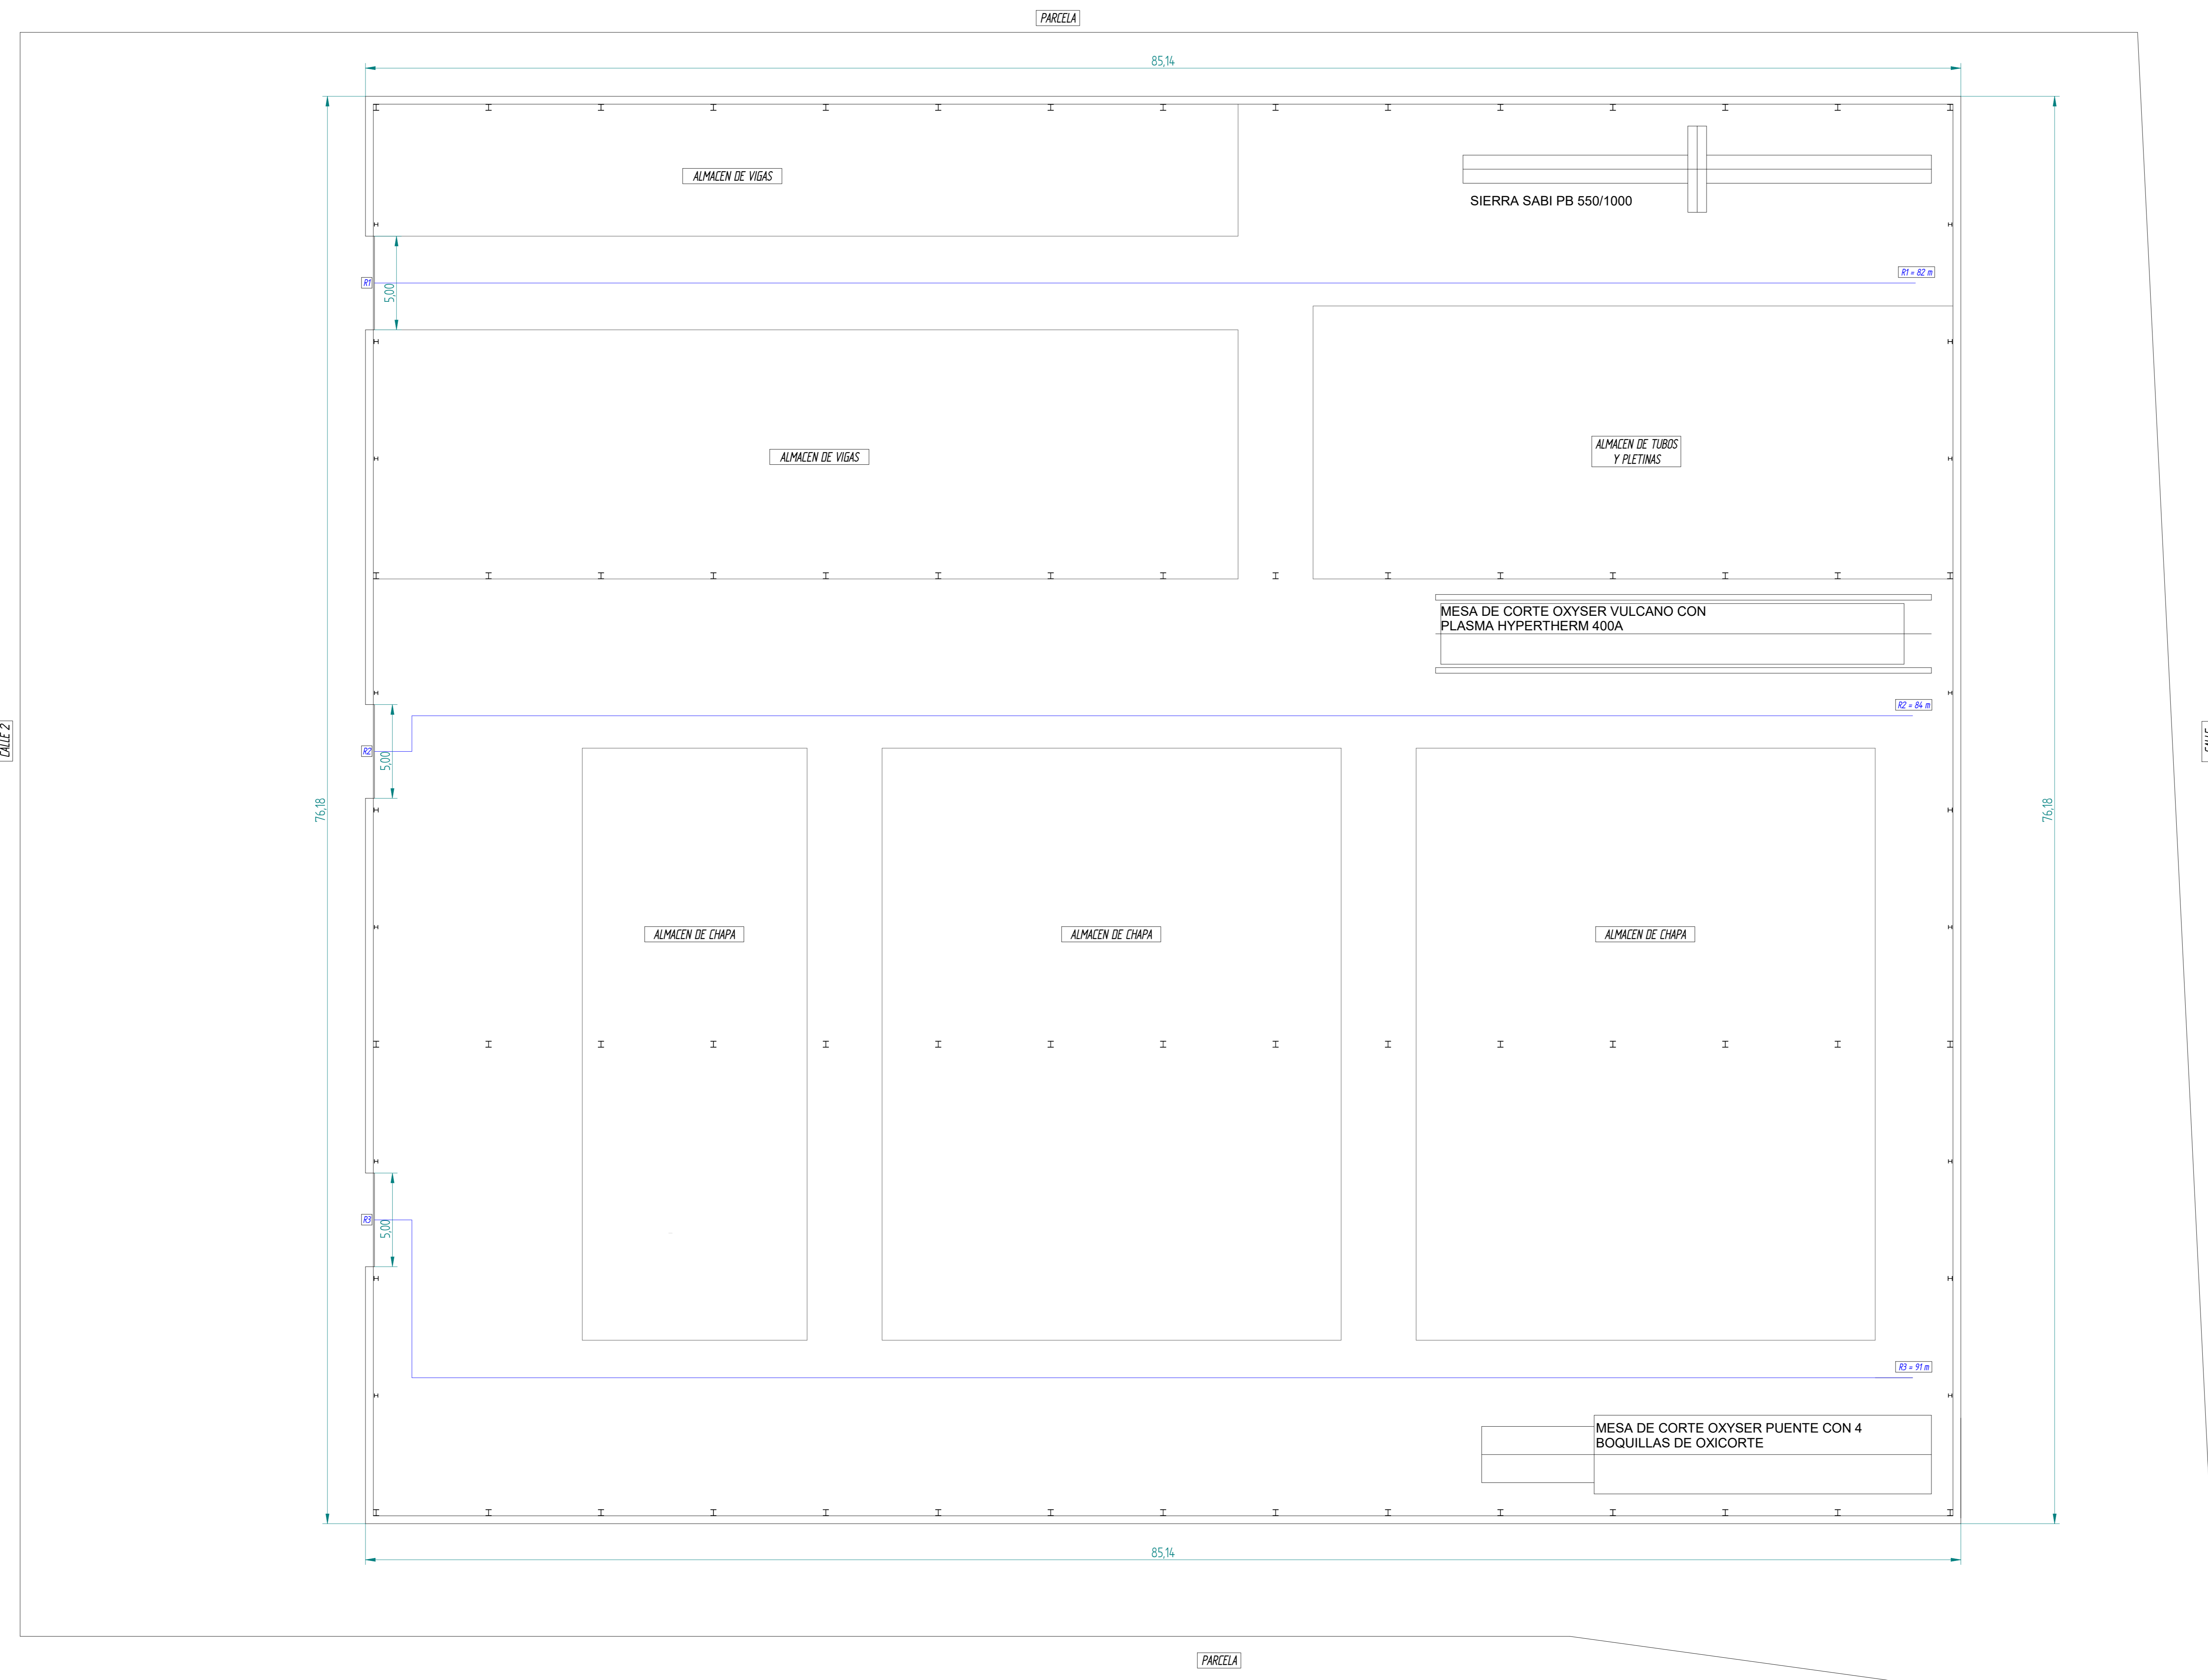 PARCELA
85,14
ALMACEN DE VIGAS
SIERRA SABI PB 550/1000
R1
5,00
R1 = 82 m
ALMACEN DE VIGAS
ALMACEN DE TUBOS
Y PLETINAS
MESA DE CORTE OXYSER VULCANO CON
PLASMA HYPERTHERM 400A
R2 = 84 m
CALLE 2
R2
5,00
76,18
76,18
ALMACEN DE CHAPA
ALMACEN DE CHAPA
ALMACEN DE CHAPA
R3
5,00
R3 = 91 m
MESA DE CORTE OXYSER PUENTE CON 4
BOQUILLAS DE OXICORTE
85,14
PARCELA